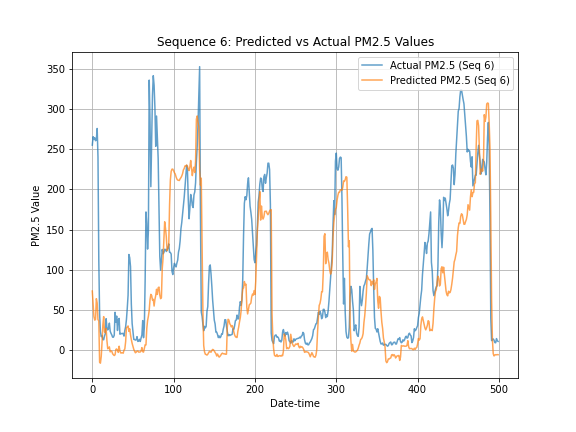 Sequence 6: Predicted vs Actual PM2.5 Values
Actual PM2.5 (Seq 6)
Predicted PM2.5 (Seq 6)
350
300
250
200
150
100
50
0
PM2.5 Value
0 100 200 300 400 500
Date-time